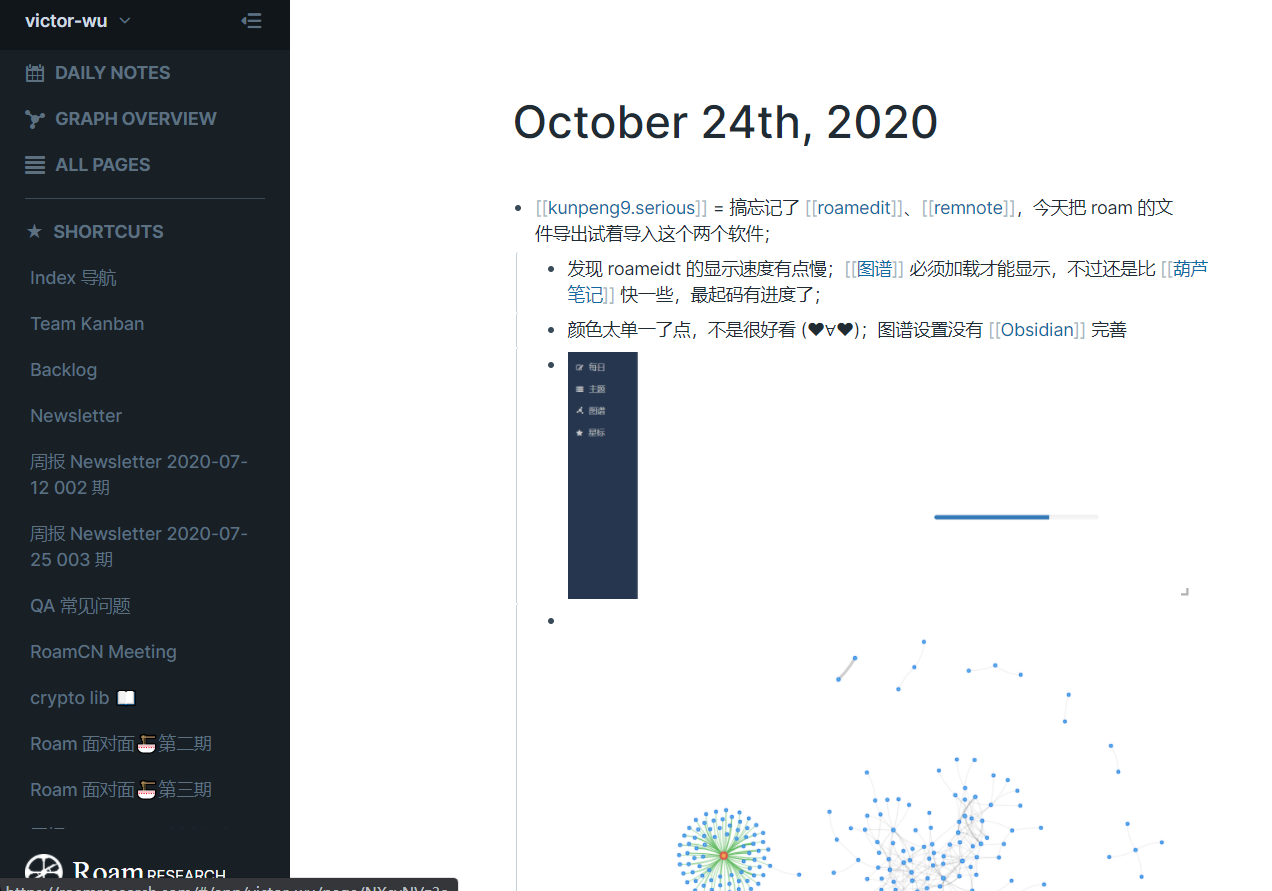 victor-wu
DAILY NOTES
GRAPH OVERVIEW
ALL PAGES
★ SHORTCUTS
Index 导航
Team Kanban
Backlog
Newsletter
周报 Newsletter 2020-07-
12 002 期
周报 Newsletter 2020-07-
25 003 期
QA 常见问题
RoamCN Meeting
crypto lib 📖
Roam 面对面🍜第二期
Roam 面对面🍜第三期
Roam RESEARCH
October 24th, 2020
[[kunpeng9.serious]] = 搞忘记了 [[roamedit]]、[[remnote]]，今天把 roam 的文
件导出试着导入这个两个软件；
发现 roameidt 的显示速度有点慢；[[图谱]] 必须加载才能显示，不过还是比 [[葫芦
笔记]] 快一些，最起码有进度了；
颜色太单一了点，不是很好看 (♥∀♥)；图谱设置没有 [[Obsidian]] 完善
每日
主题
图谱
星标